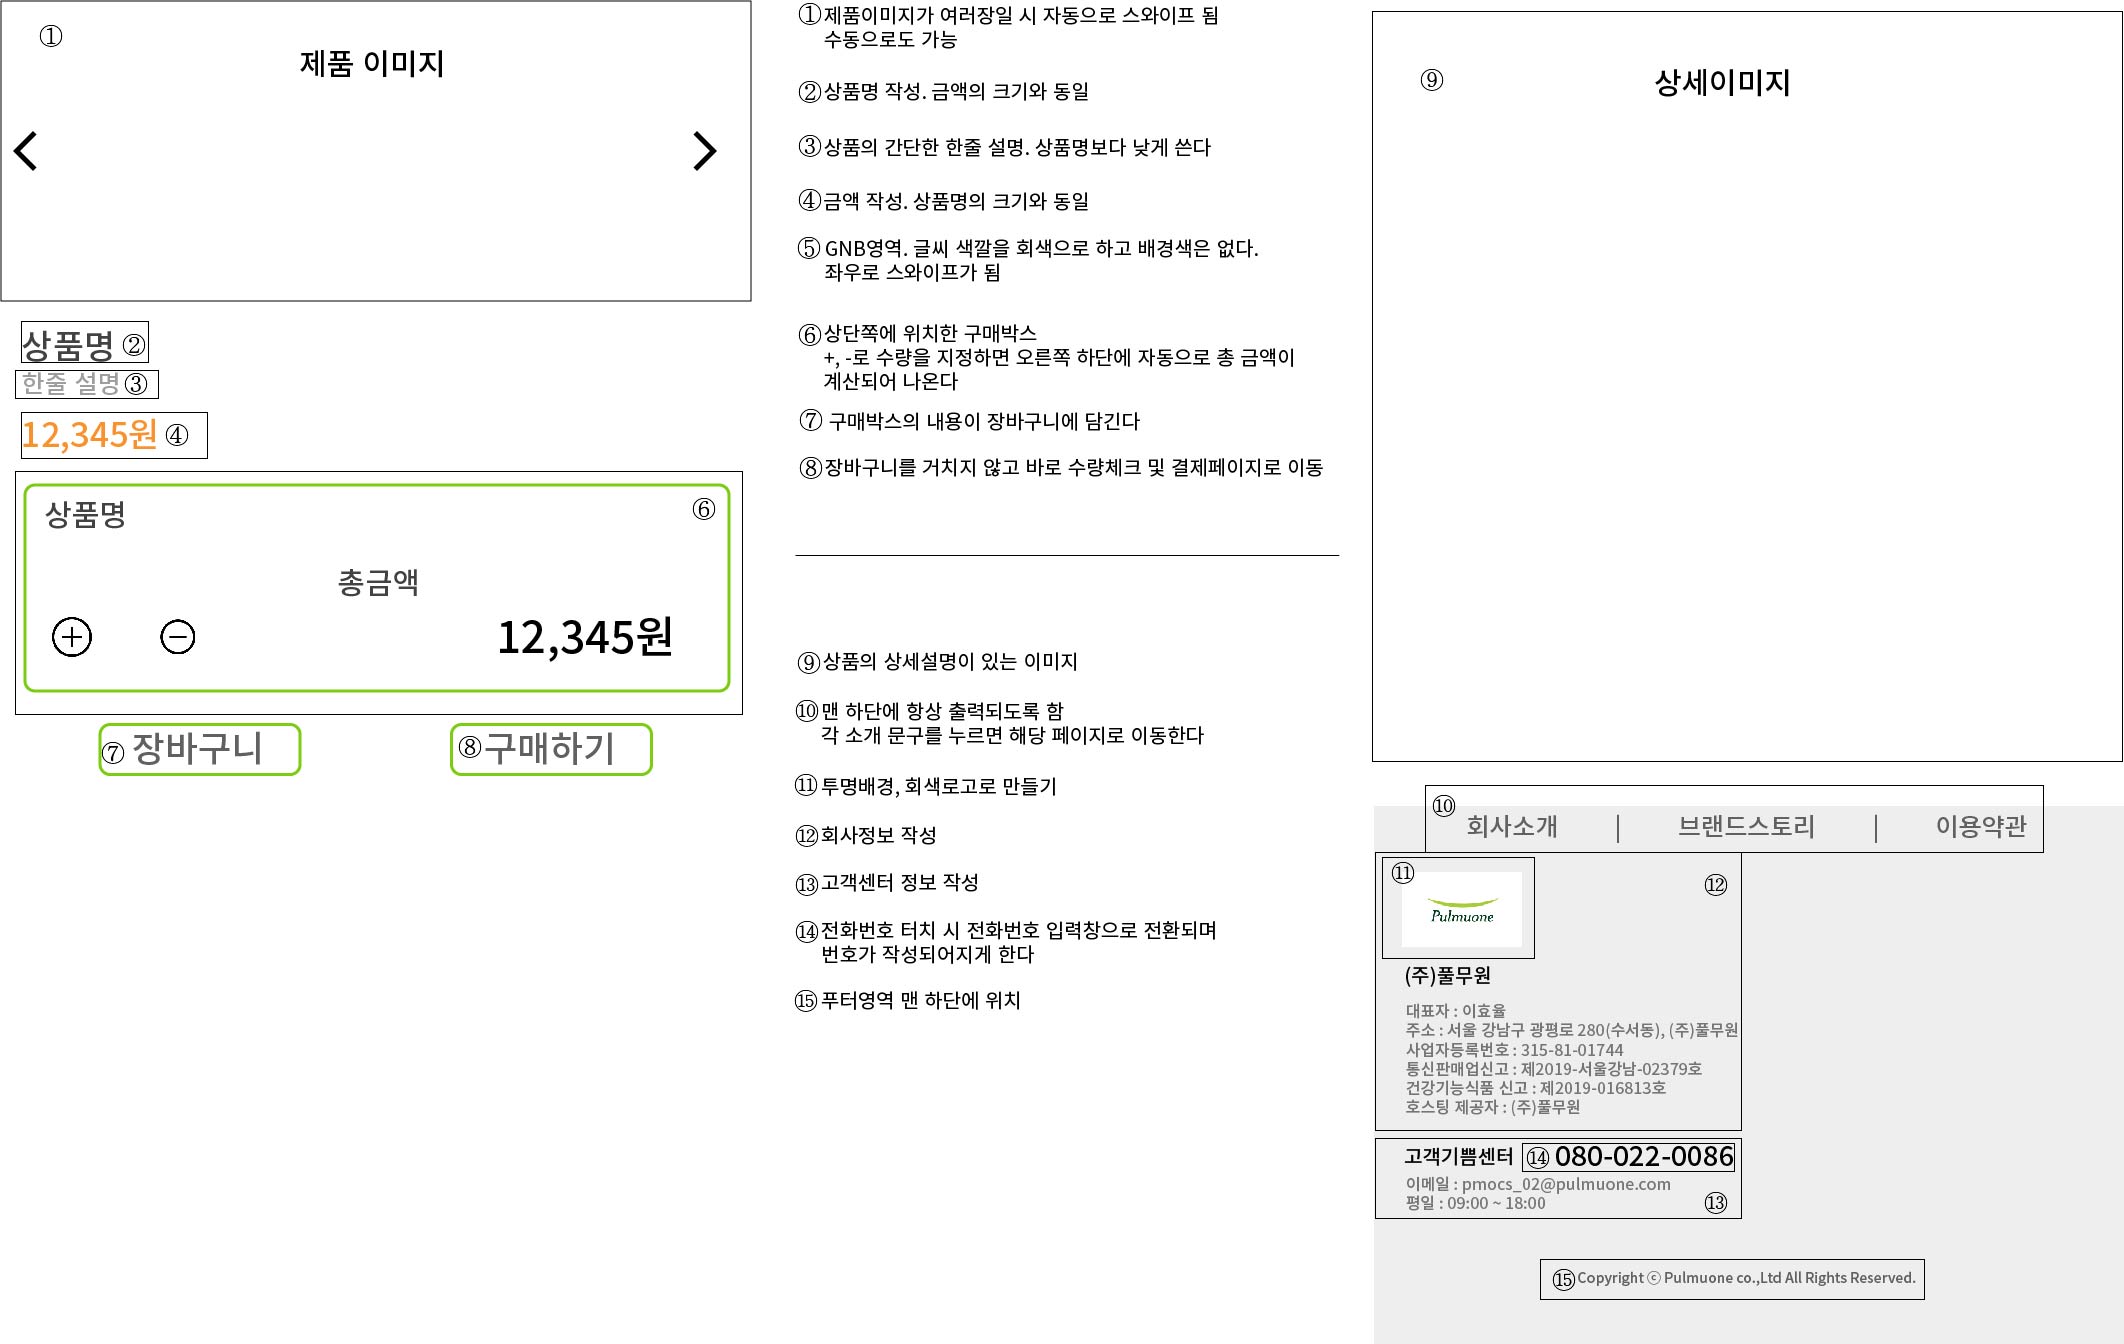 ①
제품 이미지
상품명 ②
한줄 설명 ③
12,345원 ④
상품명
⑥
총금액
12,345원
⑦ 장바구니
⑧ 구매하기
① 제품이미지가 여러장일 시 자동으로 스와이프 됨
수동으로도 가능
② 상품명 작성. 금액의 크기와 동일
③ 상품의 간단한 한줄 설명. 상품명보다 낮게 쓴다
④ 금액 작성. 상품명의 크기와 동일
⑤ GNB영역. 글씨 색깔을 회색으로 하고 배경색은 없다.
좌우로 스와이프가 됨
⑥ 상단쪽에 위치한 구매박스
+, -로 수량을 지정하면 오른쪽 하단에 자동으로 총 금액이
계산되어 나온다
⑦ 구매박스의 내용이 장바구니에 담긴다
⑧ 장바구니를 거치지 않고 바로 수량체크 및 결제페이지로 이동
⑨ 상품의 상세설명이 있는 이미지
⑩ 맨 하단에 항상 출력되도록 함
각 소개 문구를 누르면 해당 페이지로 이동한다
⑪ 투명배경, 회색로고로 만들기
⑫ 회사정보 작성
⑬ 고객센터 정보 작성
⑭ 전화번호 터치 시 전화번호 입력창으로 전환되며
번호가 작성되어지게 한다
⑮ 푸터영역 맨 하단에 위치
⑨
상세이미지
⑩ 회사소개 | 브랜드스토리 | 이용약관
⑪
⑫
Pulmuone
(주)풀무원
대표자 : 이효율
주소 : 서울 강남구 광평로 280(수서동), (주)풀무원
사업자등록번호 : 315-81-01744
통신판매업신고 : 제2019-서울강남-02379호
건강기능식품 신고 : 제2019-016813호
호스팅 제공자 : (주)풀무원
고객기쁨센터 ⑭ 080-022-0086
이메일 : pmocs_02@pulmuone.com
평일 : 09:00 ~ 18:00
⑬
⑮ Copyright ⓒ Pulmuone co.,Ltd All Rights Reserved.